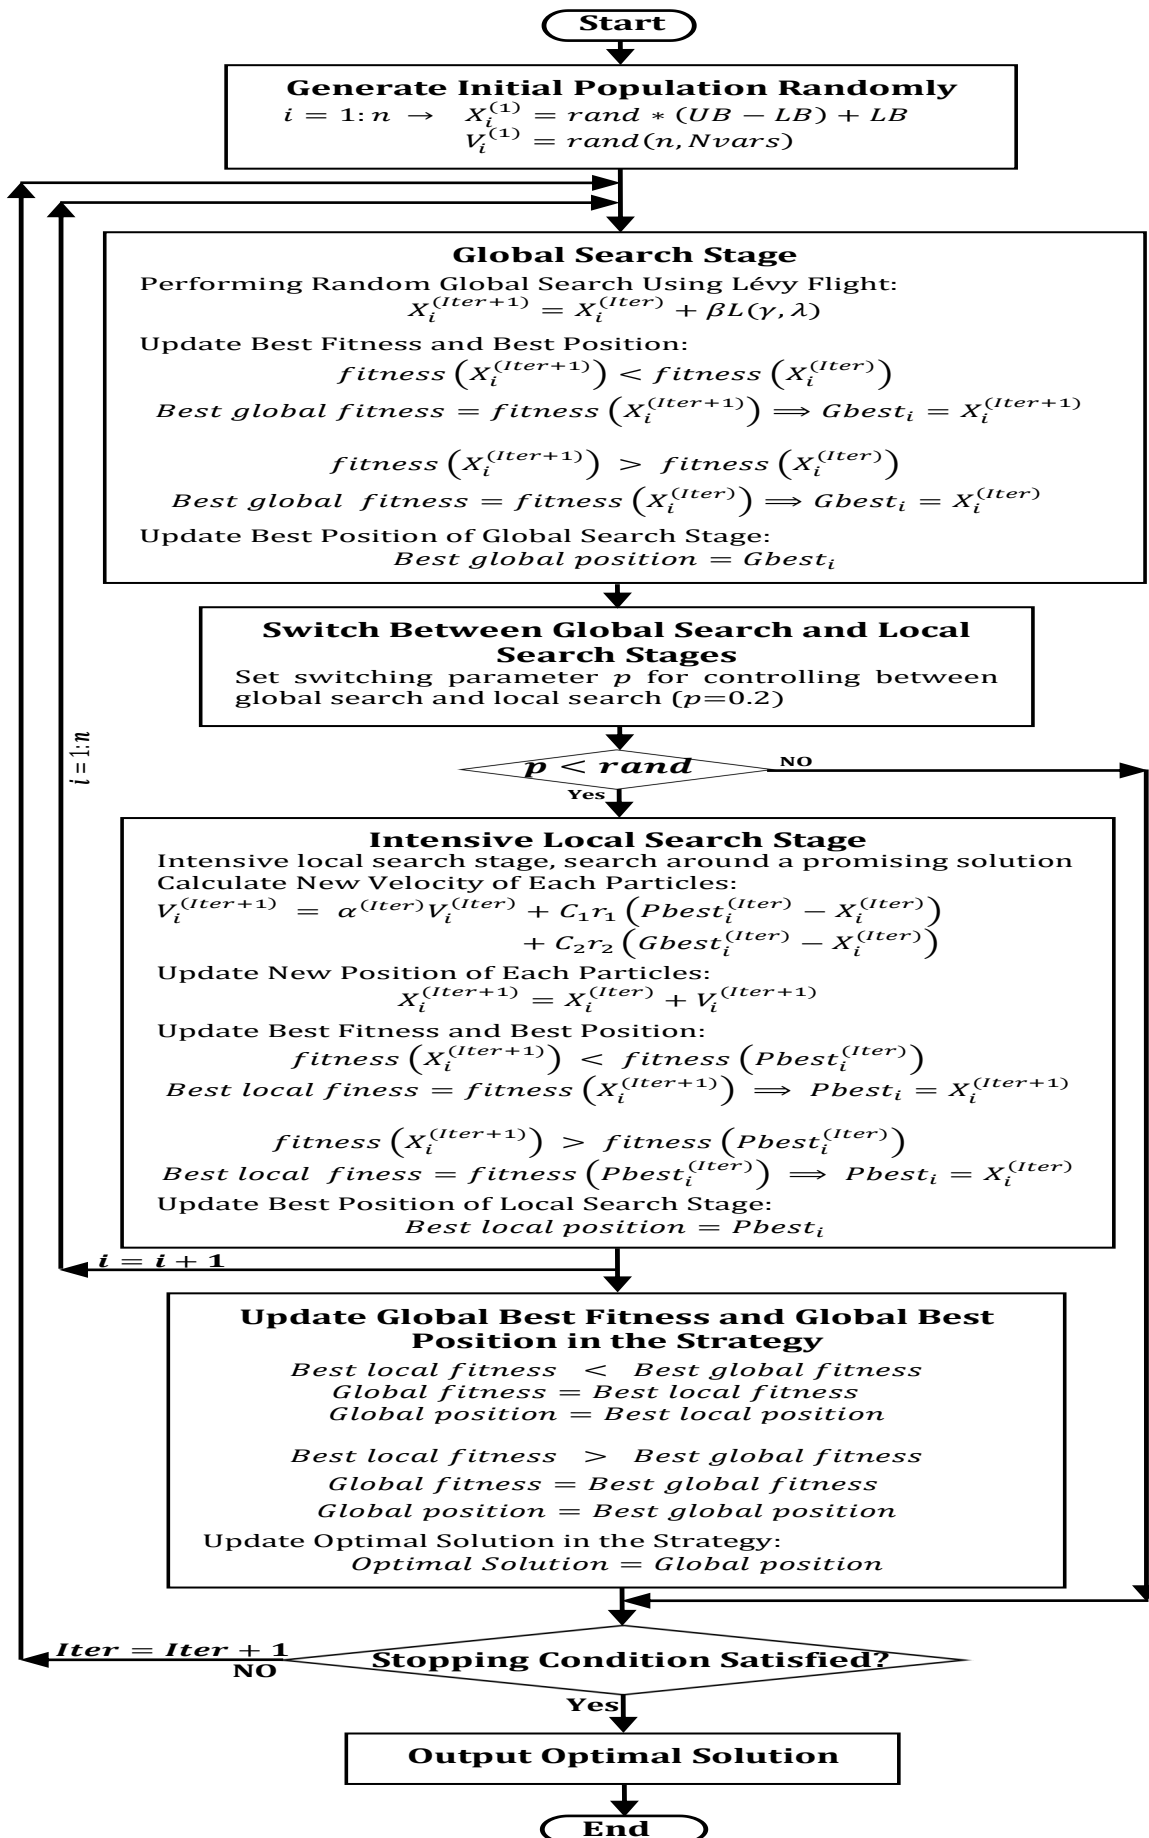 Start
Generate Initial Population Randomly
i = 1: n → X_i^(1) = rand ∗ (UB − LB) + LB
V_i^(1) = rand(n, Nvars)
Global Search Stage
Performing Random Global Search Using Lévy Flight:
X_i^(Iter+1) = X_i^(Iter) + βL(γ, λ)
Update Best Fitness and Best Position:
fitness (X_i^(Iter+1)) < fitness (X_i^(Iter))
Best global fitness = fitness (X_i^(Iter+1)) ⟹ Gbest_i = X_i^(Iter+1)
fitness (X_i^(Iter+1)) > fitness (X_i^(Iter))
Best global fitness = fitness (X_i^(Iter)) ⟹ Gbest_i = X_i^(Iter)
Update Best Position of Global Search Stage:
Best global position = Gbest_i
Switch Between Global Search and Local
Search Stages
Set switching parameter p for controlling between
global search and local search (p=0.2)
i = 1:n
p < rand
NO
Yes
Intensive Local Search Stage
Intensive local search stage, search around a promising solution
Calculate New Velocity of Each Particles:
V_i^(Iter+1) = α^(Iter) V_i^(Iter) + C_1 r_1 (Pbest_i^(Iter) − X_i^(Iter))
+ C_2 r_2 (Gbest_i^(Iter) − X_i^(Iter))
Update New Position of Each Particles:
X_i^(Iter+1) = X_i^(Iter) + V_i^(Iter+1)
Update Best Fitness and Best Position:
fitness (X_i^(Iter+1)) < fitness (Pbest_i^(Iter))
Best local finess = fitness (X_i^(Iter+1)) ⟹ Pbest_i = X_i^(Iter+1)
fitness (X_i^(Iter+1)) > fitness (Pbest_i^(Iter))
Best local finess = fitness (Pbest_i^(Iter)) ⟹ Pbest_i = X_i^(Iter)
Update Best Position of Local Search Stage:
Best local position = Pbest_i
i = i + 1
Update Global Best Fitness and Global Best
Position in the Strategy
Best local fitness < Best global fitness
Global fitness = Best local fitness
Global position = Best local position
Best local fitness > Best global fitness
Global fitness = Best global fitness
Global position = Best global position
Update Optimal Solution in the Strategy:
Optimal Solution = Global position
Iter = Iter + 1
NO
Stopping Condition Satisfied?
Yes
Output Optimal Solution
End